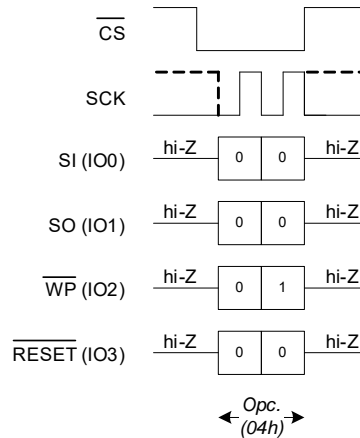 CS
SCK
hi-Z hi-Z
SI (IO0) 0 0
hi-Z hi-Z
SO (IO1) 0 0
hi-Z hi-Z
WP (IO2) 0 1
hi-Z hi-Z
RESET (IO3) 0 0
Opc.
(04h)